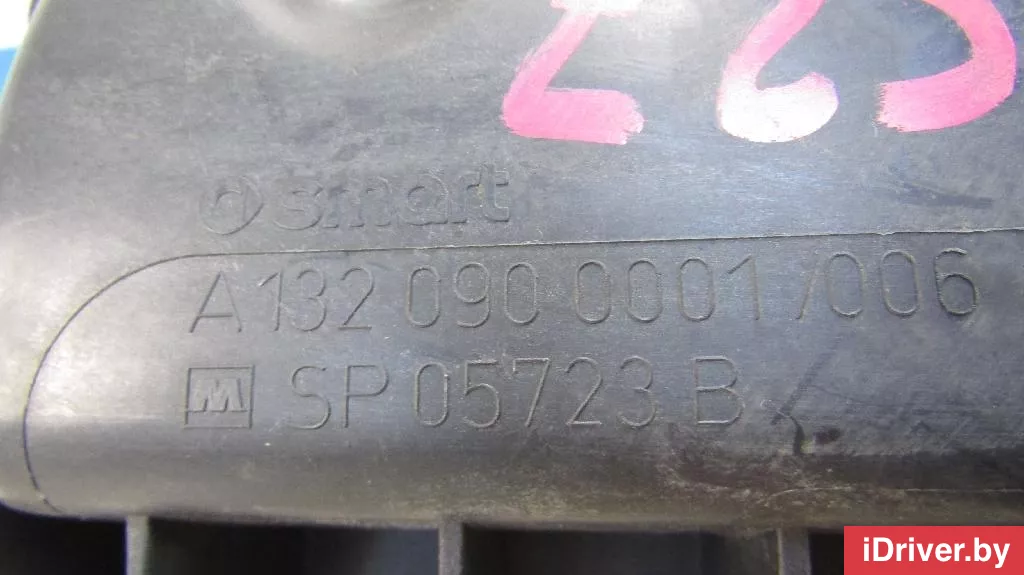 smart
A 132 090 0001 /006
M SP 05723 B
iDriver.by